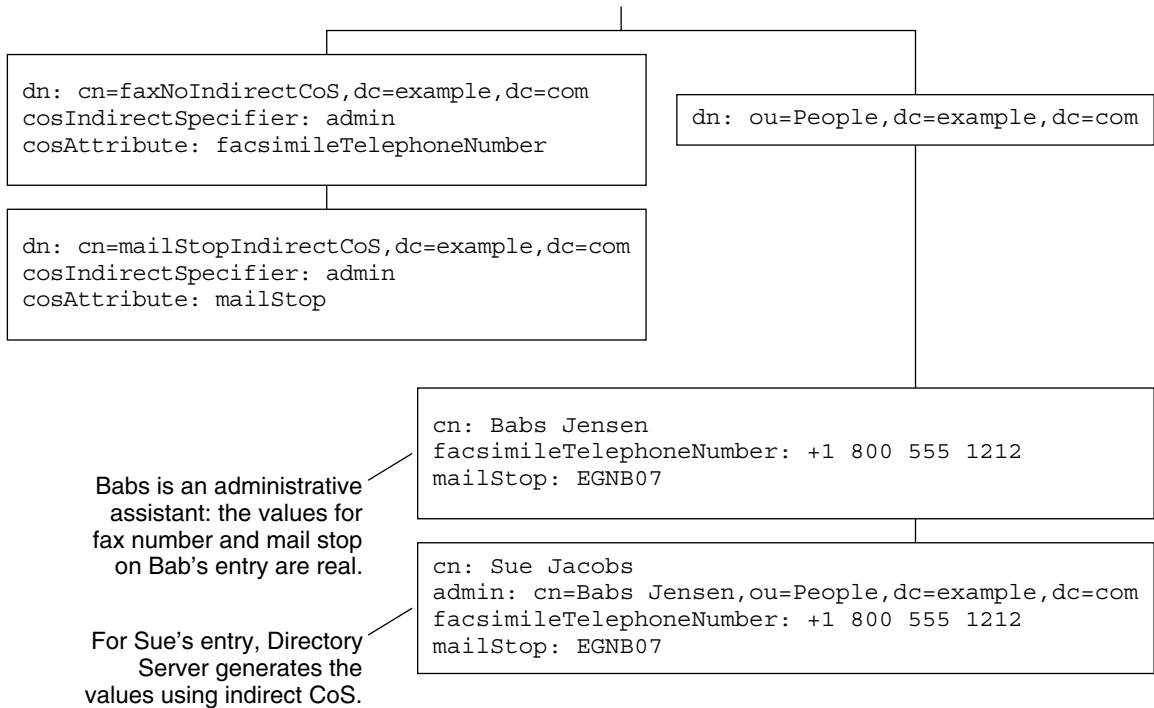 dn: cn=faxNoIndirectCoS,dc=example,dc=com
cosIndirectSpecifier: admin
cosAttribute: facsimileTelephoneNumber
dn: ou=People,dc=example,dc=com
dn: cn=mailStopIndirectCoS,dc=example,dc=com
cosIndirectSpecifier: admin
cosAttribute: mailStop
cn: Babs Jensen
facsimileTelephoneNumber: +1 800 555 1212
mailStop: EGNB07
Babs is an administrative
assistant: the values for
fax number and mail stop
on Bab's entry are real.
cn: Sue Jacobs
admin: cn=Babs Jensen,ou=People,dc=example,dc=com
facsimileTelephoneNumber: +1 800 555 1212
mailStop: EGNB07
For Sue's entry, Directory
Server generates the
values using indirect CoS.